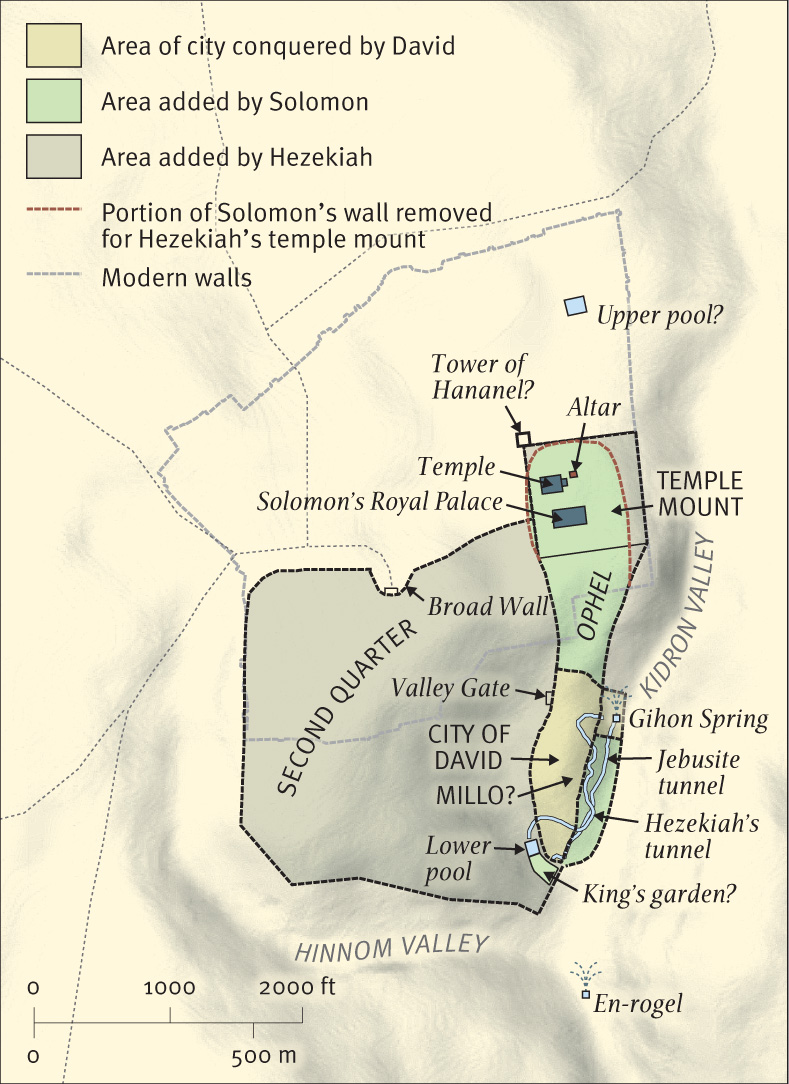 Area of city conquered by David
Area added by Solomon
Area added by Hezekiah
Portion of Solomon’s wall removed
for Hezekiah’s temple mount
Modern walls
Upper pool?
Tower of
Hananel?
Altar
Temple
Solomon’s Royal Palace
TEMPLE
MOUNT
Broad Wall
OPHEL
KIDRON VALLEY
SECOND QUARTER
Valley Gate
Gihon Spring
CITY OF
DAVID
Jebusite
tunnel
MILLO?
Hezekiah’s
tunnel
Lower
pool
King’s garden?
HINNOM VALLEY
0 1000 2000 ft
0 500 m
En-rogel